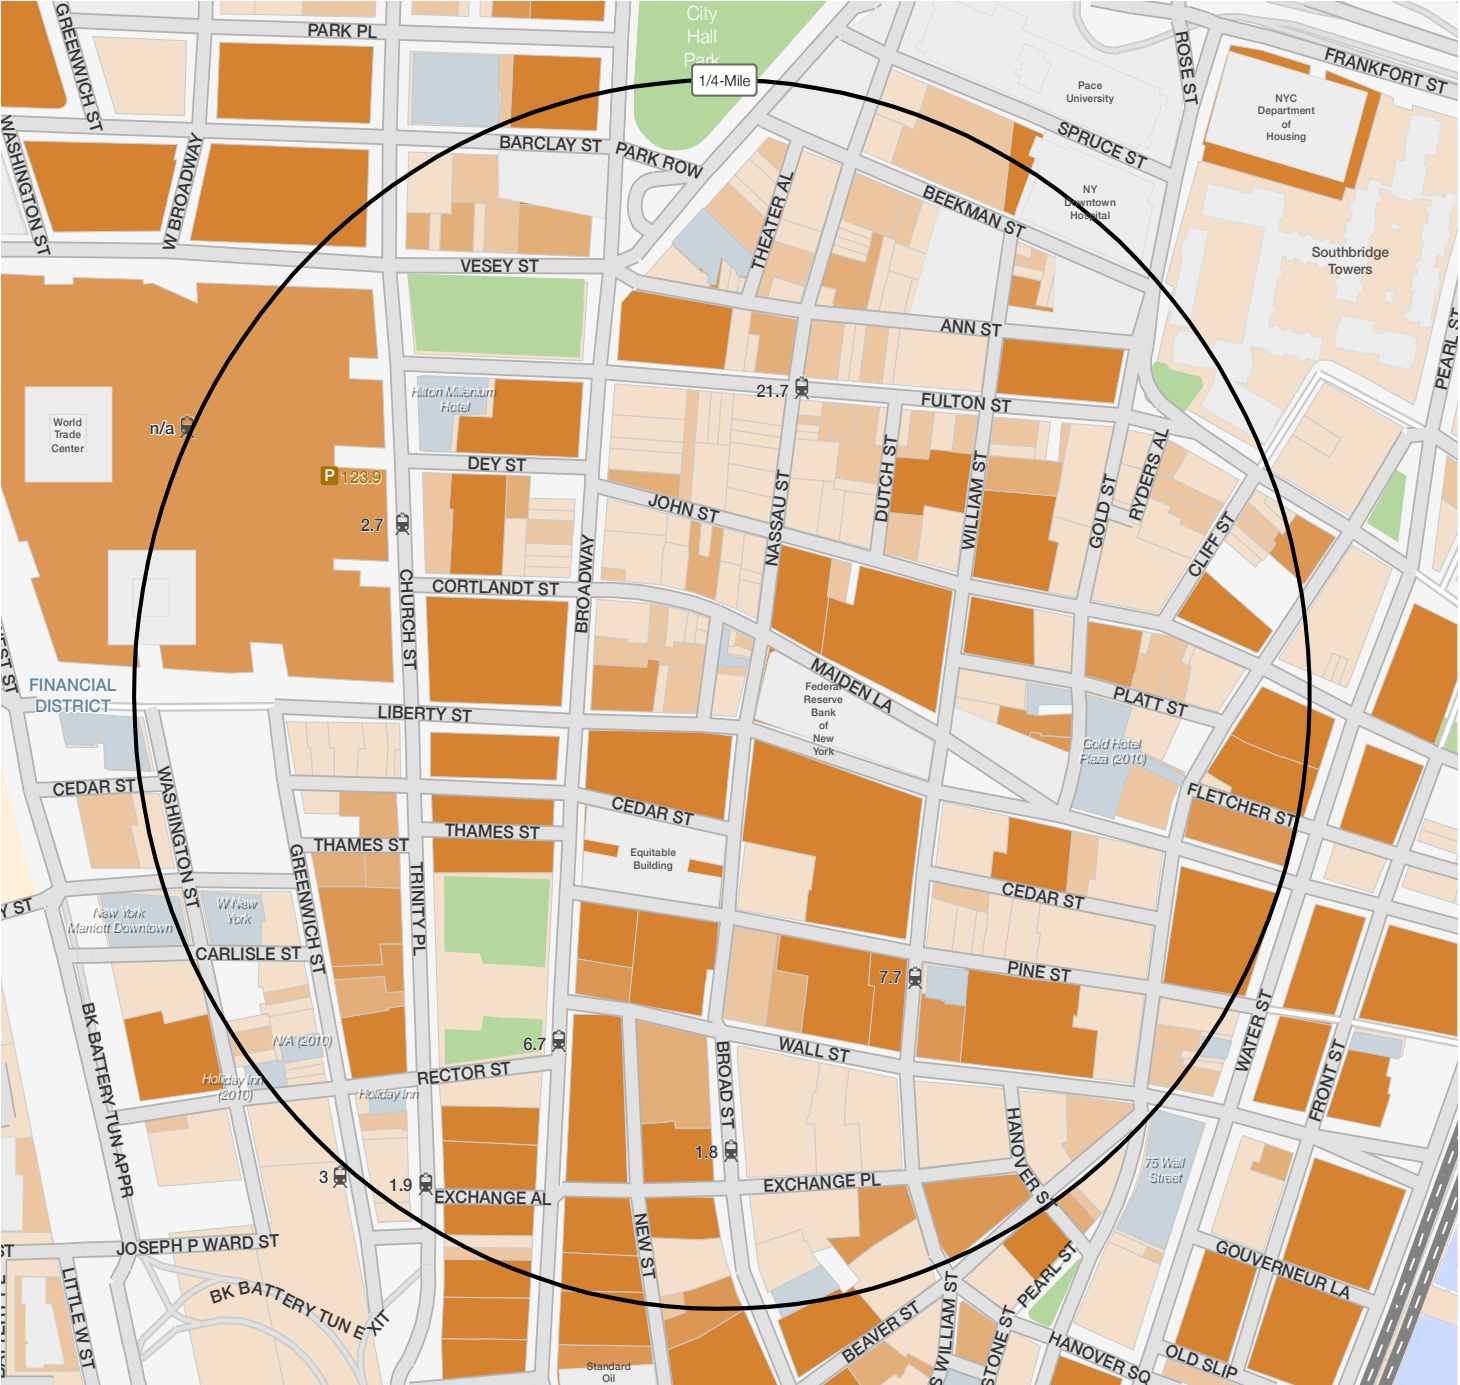 City
Hall
Park
1/4-Mile
PARK PL
GREENWICH ST
ROSE ST
FRANKFORT ST
Pace
University
NYC
Department
of
Housing
WASHINGTON ST
W BROADWAY
BARCLAY ST
PARK ROW
SPRUCE ST
THEATER AL
BEEKMAN ST
NY
Downtown
Hospital
Southbridge
Towers
VESEY ST
ANN ST
PEARL ST
Hilton Millenium
Hotel
21.7
FULTON ST
World
Trade
Center
n/a
P 123.9
DEY ST
JOHN ST
NASSAU ST
DUTCH ST
WILLIAM ST
GOLD ST
RYDERS AL
CLIFF ST
2.7
CHURCH ST
CORTLANDT ST
BROADWAY
MAIDEN LA
Federal
Reserve
Bank
of
New
York
PLATT ST
Gold Hotel
Plaza (2010)
FINANCIAL
DISTRICT
WEST ST
LIBERTY ST
CEDAR ST
WASHINGTON ST
CEDAR ST
FLETCHER ST
THAMES ST
THAMES ST
Equitable
Building
GREENWICH ST
TRINITY PL
CEDAR ST
Y ST
New York
Marriott Downtown
W New
York
CARLISLE ST
PINE ST
7.7
BK BATTERY TUN APPR
N/A (2010)
6.7
WALL ST
BROAD ST
WATER ST
FRONT ST
Holiday Inn
(2010)
Holiday Inn
RECTOR ST
HANOVER ST
75 Wall
Street
3
1.9
1.8
EXCHANGE AL
EXCHANGE PL
NEW ST
ST
JOSEPH P WARD ST
BK BATTERY TUN EXIT
LITTLE W ST
PEARL ST
GOUVERNEUR LA
BEAVER ST
S WILLIAM ST
STONE ST
HANOVER SQ
OLD SLIP
Standard
Oil